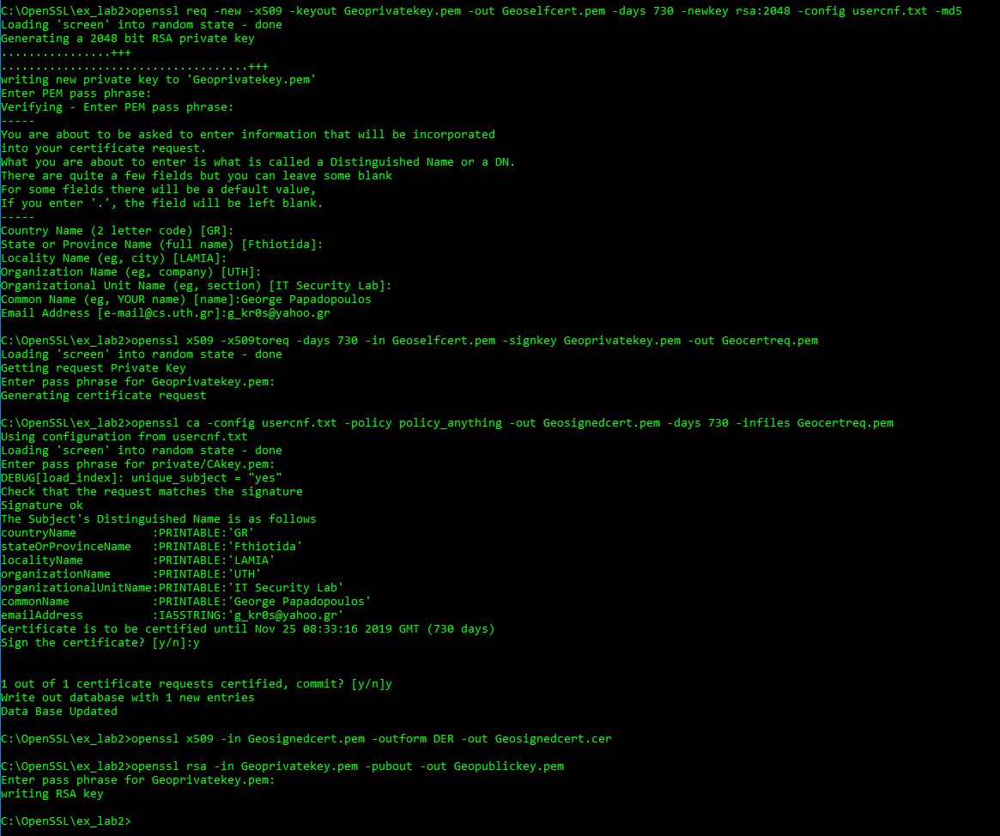 C:\OpenSSL\ex_lab2>openssl req -new -x509 -keyout Geoprivatekey.pem -out Geoselfcert.pem -days 730 -newkey rsa:2048 -config usercnf.txt -md5
Loading 'screen' into random state - done
Generating a 2048 bit RSA private key
................+++
....................................+++
writing new private key to 'Geoprivatekey.pem'
Enter PEM pass phrase:
Verifying - Enter PEM pass phrase:
-----
You are about to be asked to enter information that will be incorporated
into your certificate request.
What you are about to enter is what is called a Distinguished Name or a DN.
There are quite a few fields but you can leave some blank
For some fields there will be a default value,
If you enter '.', the field will be left blank.
-----
Country Name (2 letter code) [GR]:
State or Province Name (full name) [Fthiotida]:
Locality Name (eg, city) [LAMIA]:
Organization Name (eg, company) [UTH]:
Organizational Unit Name (eg, section) [IT Security Lab]:
Common Name (eg, YOUR name) [name]:George Papadopoulos
Email Address [e-mail@cs.uth.gr]:g_kr0s@yahoo.gr
C:\OpenSSL\ex_lab2>openssl x509 -x509toreq -days 730 -in Geoselfcert.pem -signkey Geoprivatekey.pem -out Geocertreq.pem
Loading 'screen' into random state - done
Getting request Private Key
Enter pass phrase for Geoprivatekey.pem:
Generating certificate request
C:\OpenSSL\ex_lab2>openssl ca -config usercnf.txt -policy policy_anything -out Geosignedcert.pem -days 730 -infiles Geocertreq.pem
Using configuration from usercnf.txt
Loading 'screen' into random state - done
Enter pass phrase for private/CAkey.pem:
DEBUG[load_index]: unique_subject = "yes"
Check that the request matches the signature
Signature ok
The Subject's Distinguished Name is as follows
countryName           :PRINTABLE:'GR'
stateOrProvinceName   :PRINTABLE:'Fthiotida'
localityName          :PRINTABLE:'LAMIA'
organizationName      :PRINTABLE:'UTH'
organizationalUnitName:PRINTABLE:'IT Security Lab'
commonName            :PRINTABLE:'George Papadopoulos'
emailAddress          :IA5STRING:'g_kr0s@yahoo.gr'
Certificate is to be certified until Nov 25 08:33:16 2019 GMT (730 days)
Sign the certificate? [y/n]:y
1 out of 1 certificate requests certified, commit? [y/n]y
Write out database with 1 new entries
Data Base Updated
C:\OpenSSL\ex_lab2>openssl x509 -in Geosignedcert.pem -outform DER -out Geosignedcert.cer
C:\OpenSSL\ex_lab2>openssl rsa -in Geoprivatekey.pem -pubout -out Geopublickey.pem
Enter pass phrase for Geoprivatekey.pem:
writing RSA key
C:\OpenSSL\ex_lab2>